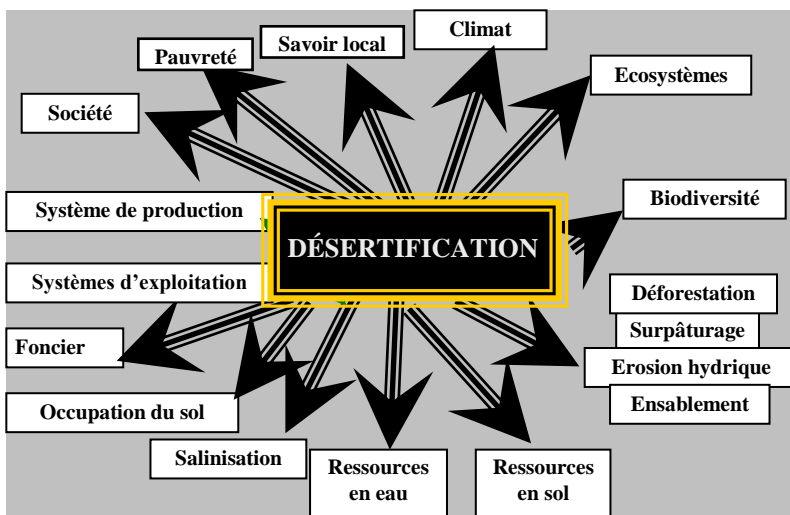 Climat
Savoir local
Pauvreté
Ecosystèmes
Société
Biodiversité
Système de production
DÉSERTIFICATION
Systèmes d'exploitation
Déforestation
Surpâturage
Foncier
Erosion hydrique
Ensablement
Occupation du sol
Salinisation
Ressources
en eau
Ressources
en sol